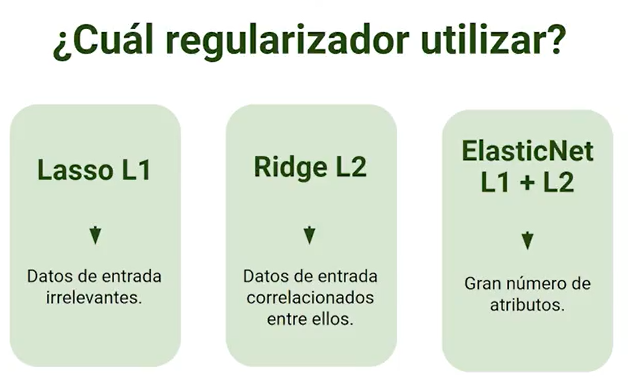 ¿Cuál regularizador utilizar?
Lasso L1
Datos de entrada
irrelevantes.
Ridge L2
Datos de entrada
correlacionados
entre ellos.
ElasticNet
L1 + L2
Gran número de
atributos.